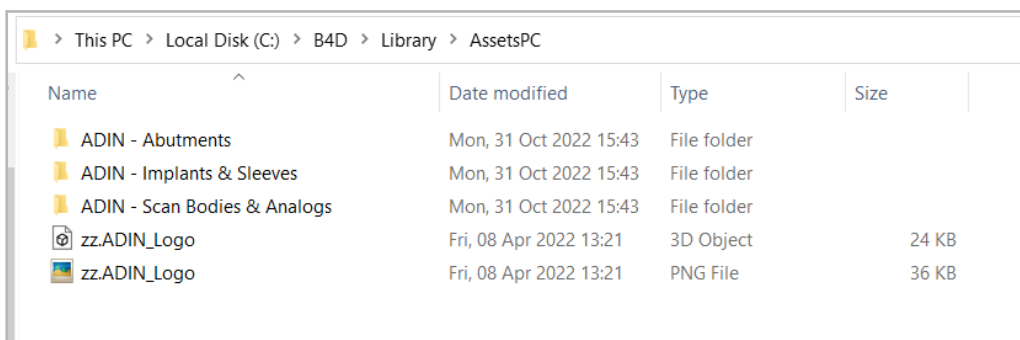 > This PC > Local Disk (C:) > B4D > Library > AssetsPC
Name Date modified Type Size
ADIN - Abutments Mon, 31 Oct 2022 15:43 File folder
ADIN - Implants & Sleeves Mon, 31 Oct 2022 15:43 File folder
ADIN - Scan Bodies & Analogs Mon, 31 Oct 2022 15:43 File folder
zz.ADIN_Logo Fri, 08 Apr 2022 13:21 3D Object 24 KB
zz.ADIN_Logo Fri, 08 Apr 2022 13:21 PNG File 36 KB